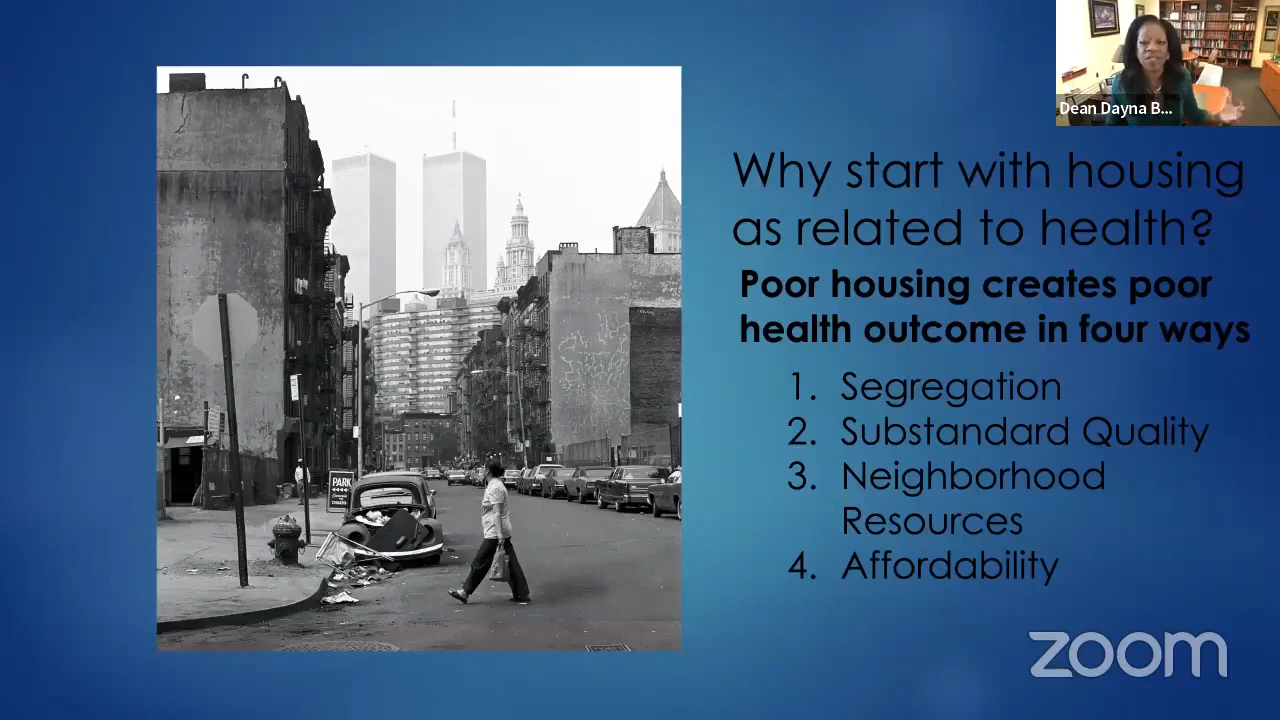 Dean Dayna B...
Why start with housing
as related to health?
Poor housing creates poor
health outcome in four ways
1. Segregation
2. Substandard Quality
3. Neighborhood
Resources
4. Affordability
PARK
zoom